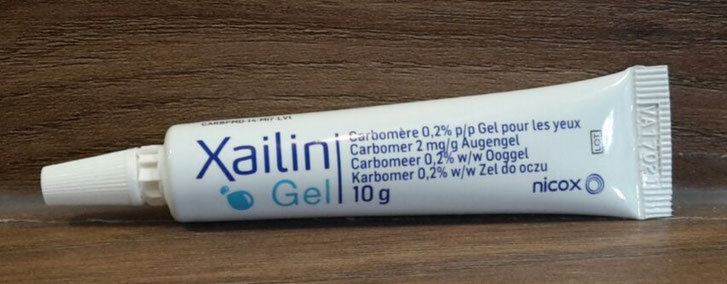 Xailin
Gel
Carbomère 0,2% p/p Gel pour les yeux
Carbomer 2 mg/g Augengel
Carbomeer 0,2% w/w Ooggel
Karbomer 0,2% w/w Żel do oczu
10 g
nicox
LOT